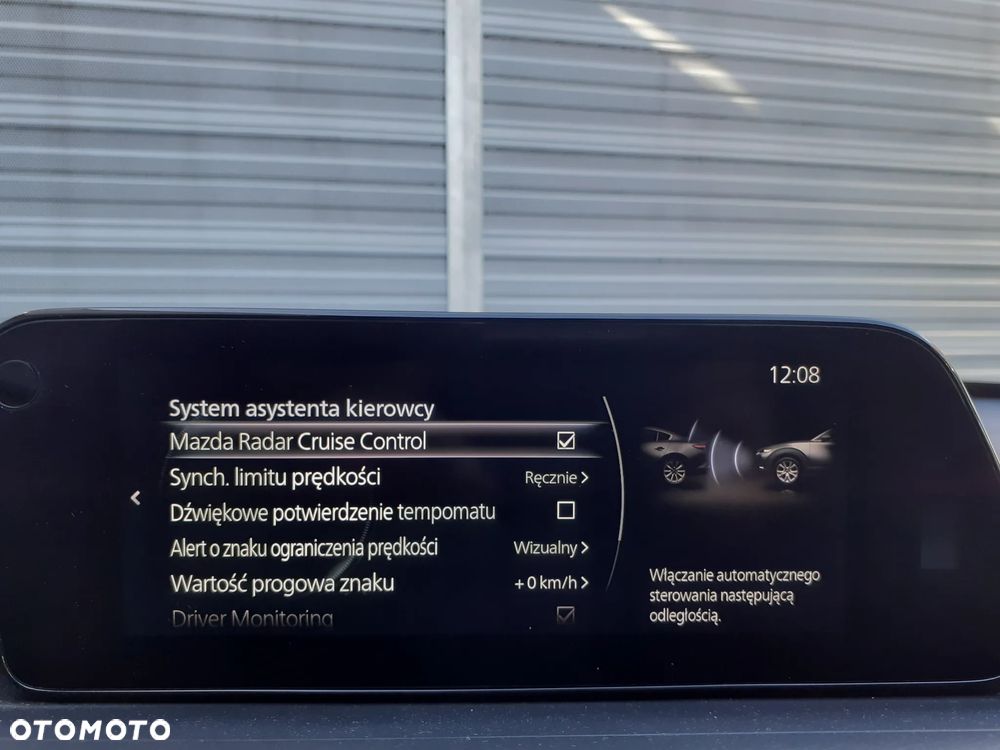 12:08
System asystenta kierowcy
Mazda Radar Cruise Control
Synch. limitu prędkości Ręcznie >
Dźwiękowe potwierdzenie tempomatu
Alert o znaku ograniczenia prędkości Wizualny >
Wartość progowa znaku +0 km/h >
Driver Monitoring
Włączanie automatycznego
sterowania następującą
odległością.
OTOMOTO